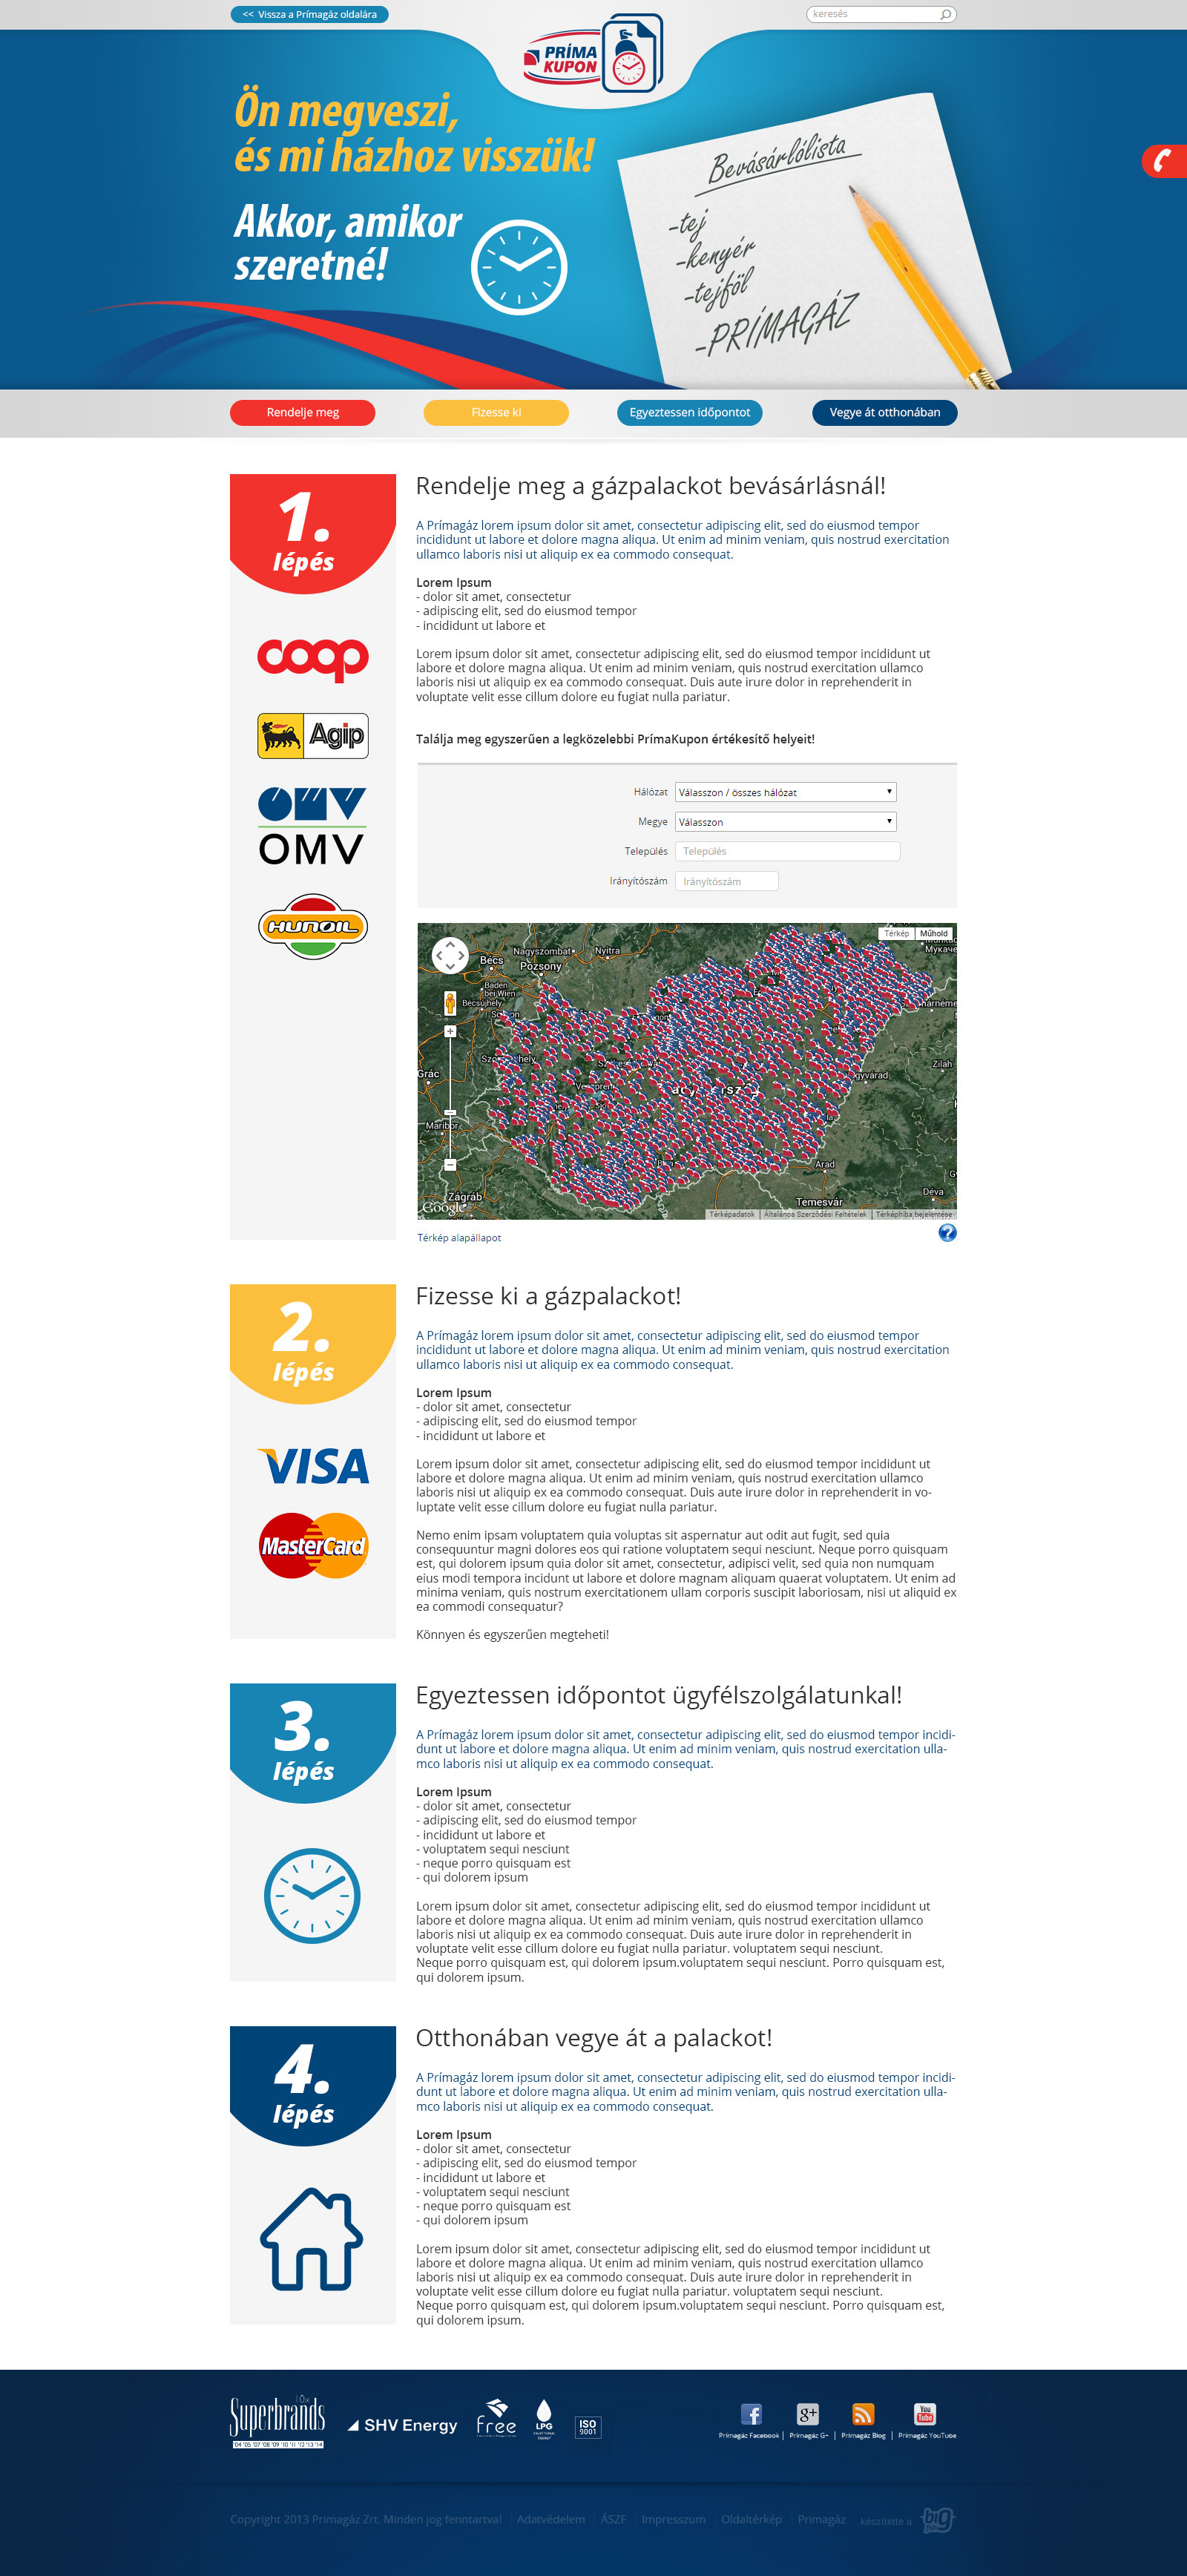 << Vissza a Prímagáz oldalára
keresés
PRÍMA
KUPON
Ön megveszi,
és mi házhoz visszük!
Akkor, amikor
szeretné!
Bevásárlólista
-tej
-kenyér
-tejföl
-PRÍMAGÁZ
Rendelje meg
Fizesse ki
Egyeztessen időpontot
Vegye át otthonában
1.
lépés
coop
Agip
OMV
HUNOIL
Rendelje meg a gázpalackot bevásárlásnál!
A Prímagáz lorem ipsum dolor sit amet, consectetur adipiscing elit, sed do eiusmod tempor
incididunt ut labore et dolore magna aliqua. Ut enim ad minim veniam, quis nostrud exercitation
ullamco laboris nisi ut aliquip ex ea commodo consequat.
Lorem Ipsum
- dolor sit amet, consectetur
- adipiscing elit, sed do eiusmod tempor
- incididunt ut labore et
Lorem ipsum dolor sit amet, consectetur adipiscing elit, sed do eiusmod tempor incididunt ut
labore et dolore magna aliqua. Ut enim ad minim veniam, quis nostrud exercitation ullamco
laboris nisi ut aliquip ex ea commodo consequat. Duis aute irure dolor in reprehenderit in
voluptate velit esse cillum dolore eu fugiat nulla pariatur.
Találja meg egyszerűen a legközelebbi PrímaKupon értékesítő helyeit!
Hálózat
Válasszon / összes hálózat
Megye
Válasszon
Település
Település
Irányítószám
Irányítószám
Térkép
Műhold
Nagyszombat
Nyitra
Bécs
Pozsony
Baden
bei Wien
Bécsújhely
Grác
Maribor
Zágráb
Arad
Temesvár
Déva
Zilah
Google
Térképadatok
Általános Szerződési Feltételek
Térképhiba bejelentése
Térkép alapállapot
?
2.
lépés
VISA
MasterCard
Fizesse ki a gázpalackot!
A Prímagáz lorem ipsum dolor sit amet, consectetur adipiscing elit, sed do eiusmod tempor
incididunt ut labore et dolore magna aliqua. Ut enim ad minim veniam, quis nostrud exercitation
ullamco laboris nisi ut aliquip ex ea commodo consequat.
Lorem Ipsum
- dolor sit amet, consectetur
- adipiscing elit, sed do eiusmod tempor
- incididunt ut labore et
Lorem ipsum dolor sit amet, consectetur adipiscing elit, sed do eiusmod tempor incididunt ut
labore et dolore magna aliqua. Ut enim ad minim veniam, quis nostrud exercitation ullamco
laboris nisi ut aliquip ex ea commodo consequat. Duis aute irure dolor in reprehenderit in vo-
luptate velit esse cillum dolore eu fugiat nulla pariatur.
Nemo enim ipsam voluptatem quia voluptas sit aspernatur aut odit aut fugit, sed quia
consequuntur magni dolores eos qui ratione voluptatem sequi nesciunt. Neque porro quisquam
est, qui dolorem ipsum quia dolor sit amet, consectetur, adipisci velit, sed quia non numquam
eius modi tempora incidunt ut labore et dolore magnam aliquam quaerat voluptatem. Ut enim ad
minima veniam, quis nostrum exercitationem ullam corporis suscipit laboriosam, nisi ut aliquid ex
ea commodi consequatur?
Könnyen és egyszerűen megteheti!
3.
lépés
Egyeztessen időpontot ügyfélszolgálatunkal!
A Prímagáz lorem ipsum dolor sit amet, consectetur adipiscing elit, sed do eiusmod tempor incidi-
dunt ut labore et dolore magna aliqua. Ut enim ad minim veniam, quis nostrud exercitation ulla-
mco laboris nisi ut aliquip ex ea commodo consequat.
Lorem Ipsum
- dolor sit amet, consectetur
- adipiscing elit, sed do eiusmod tempor
- incididunt ut labore et
- voluptatem sequi nesciunt
- neque porro quisquam est
- qui dolorem ipsum
Lorem ipsum dolor sit amet, consectetur adipiscing elit, sed do eiusmod tempor incididunt ut
labore et dolore magna aliqua. Ut enim ad minim veniam, quis nostrud exercitation ullamco
laboris nisi ut aliquip ex ea commodo consequat. Duis aute irure dolor in reprehenderit in
voluptate velit esse cillum dolore eu fugiat nulla pariatur. voluptatem sequi nesciunt.
Neque porro quisquam est, qui dolorem ipsum.voluptatem sequi nesciunt. Porro quisquam est,
qui dolorem ipsum.
4.
lépés
Otthonában vegye át a palackot!
A Prímagáz lorem ipsum dolor sit amet, consectetur adipiscing elit, sed do eiusmod tempor incidi-
dunt ut labore et dolore magna aliqua. Ut enim ad minim veniam, quis nostrud exercitation ulla-
mco laboris nisi ut aliquip ex ea commodo consequat.
Lorem Ipsum
- dolor sit amet, consectetur
- adipiscing elit, sed do eiusmod tempor
- incididunt ut labore et
- voluptatem sequi nesciunt
- neque porro quisquam est
- qui dolorem ipsum
Lorem ipsum dolor sit amet, consectetur adipiscing elit, sed do eiusmod tempor incididunt ut
labore et dolore magna aliqua. Ut enim ad minim veniam, quis nostrud exercitation ullamco
laboris nisi ut aliquip ex ea commodo consequat. Duis aute irure dolor in reprehenderit in
voluptate velit esse cillum dolore eu fugiat nulla pariatur. voluptatem sequi nesciunt.
Neque porro quisquam est, qui dolorem ipsum.voluptatem sequi nesciunt. Porro quisquam est,
qui dolorem ipsum.
10x
Superbrands
'04 '05 '07 '08 '09 '10 '11 '12 '13 '14
SHV Energy
free
LPG
EXCEPTIONAL
ENERGY
ISO
9001
Prímagáz Facebook | Prímagáz G+ | Prímagáz Blog | Prímagáz YouTube
Copyright 2013 Primagáz Zrt. Minden jog fenntartva! | Adatvédelem | ÁSZF | Impresszum | Oldaltérkép | Primagáz
készítette a
big